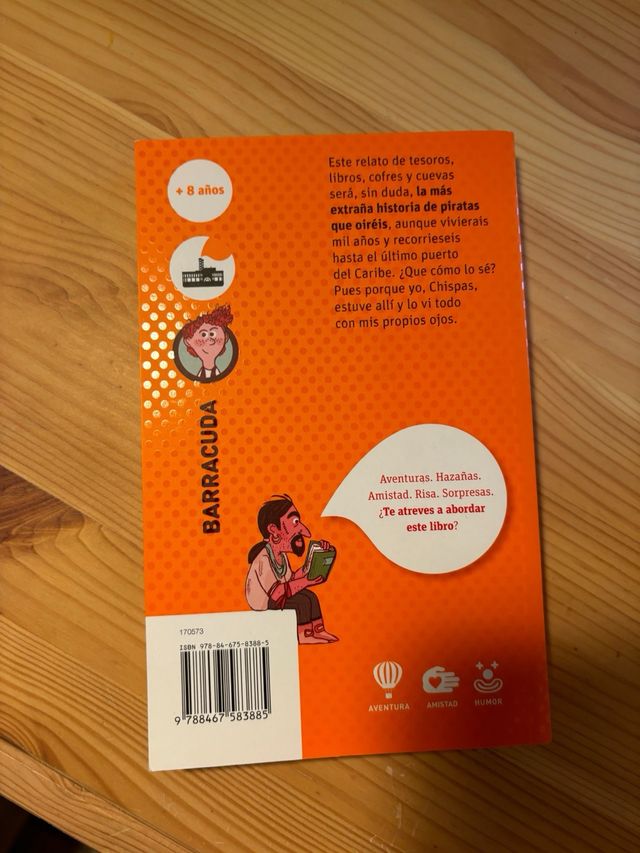 + 8 años
Este relato de tesoros,
libros, cofres y cuevas
será, sin duda, la más
extraña historia de piratas
que oiréis, aunque vivierais
mil años y recorrieseis
hasta el último puerto
del Caribe. ¿Que cómo lo sé?
Pues porque yo, Chispas,
estuve allí y lo vi todo
con mis propios ojos.
BARRACUDA
Aventuras. Hazañas.
Amistad. Risa. Sorpresas.
¿Te atreves a abordar
este libro?
170573
ISBN 978-84-675-8388-5
9 788467 583885
AVENTURA
AMISTAD
HUMOR